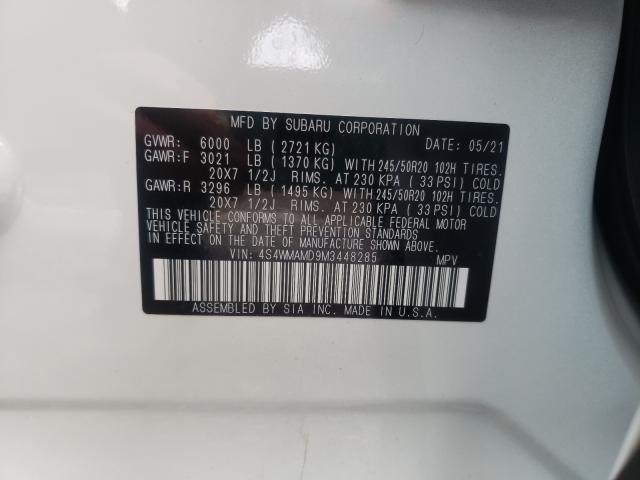 MFD BY SUBARU CORPORATION DATE: 05/21
GVWR: 6000 LB ( 2721 KG)
GAWR:F 3021 LB ( 1370 KG) WITH 245/50R20 102H TIRES.
20X7 1/2J RIMS. AT 230 KPA ( 33 PSI) COLD
GAWR:R 3296 LB ( 1495 KG) WITH 245/50R20 102H TIRES.
20X7 1/2J RIMS. AT 230 KPA ( 33 PSI) COLD
THIS VEHICLE CONFORMS TO ALL APPLICABLE FEDERAL MOTOR
VEHICLE SAFETY AND THEFT PREVENTION STANDARDS IN EFFECT
ON THE DATE OF MANUFACTURE SHOWN ABOVE.
VIN: 4S4WMAMD9M3448285 MPV
ASSEMBLED BY SIA INC. MADE IN U.S.A.